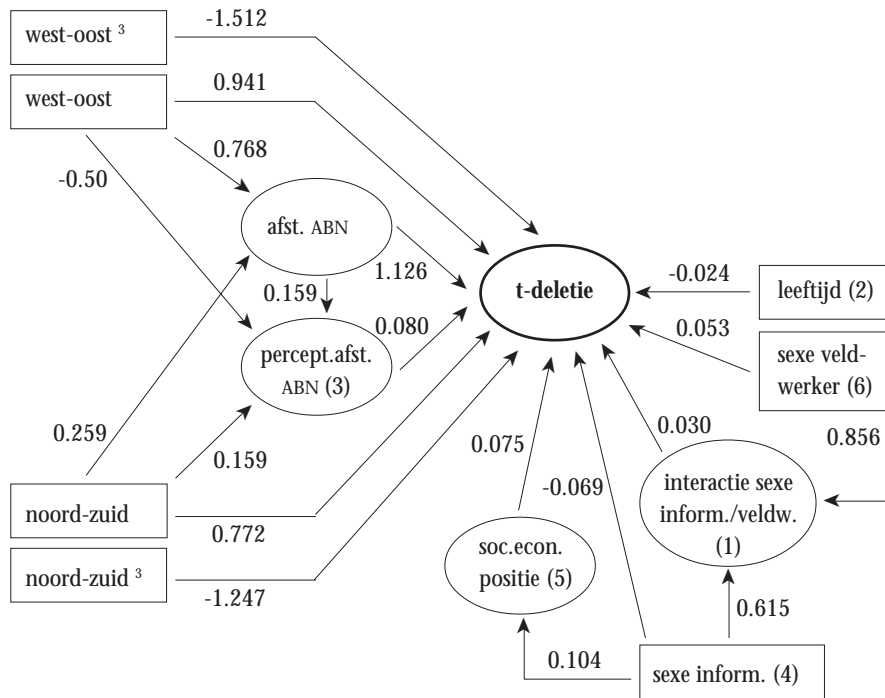 west-oost ³
-1.512
west-oost
0.941
0.768
-0.50
afst. ABN
1.126
0.159
t-deletie
-0.024
leeftijd (2)
0.080
0.053
percept.afst.
ABN (3)
sexe veld-
werker (6)
0.259
0.159
0.075
0.030
0.856
-0.069
interactie sexe
inform./veldw.
(1)
noord-zuid
0.772
soc.econ.
positie (5)
noord-zuid ³
-1.247
0.615
0.104
sexe inform. (4)